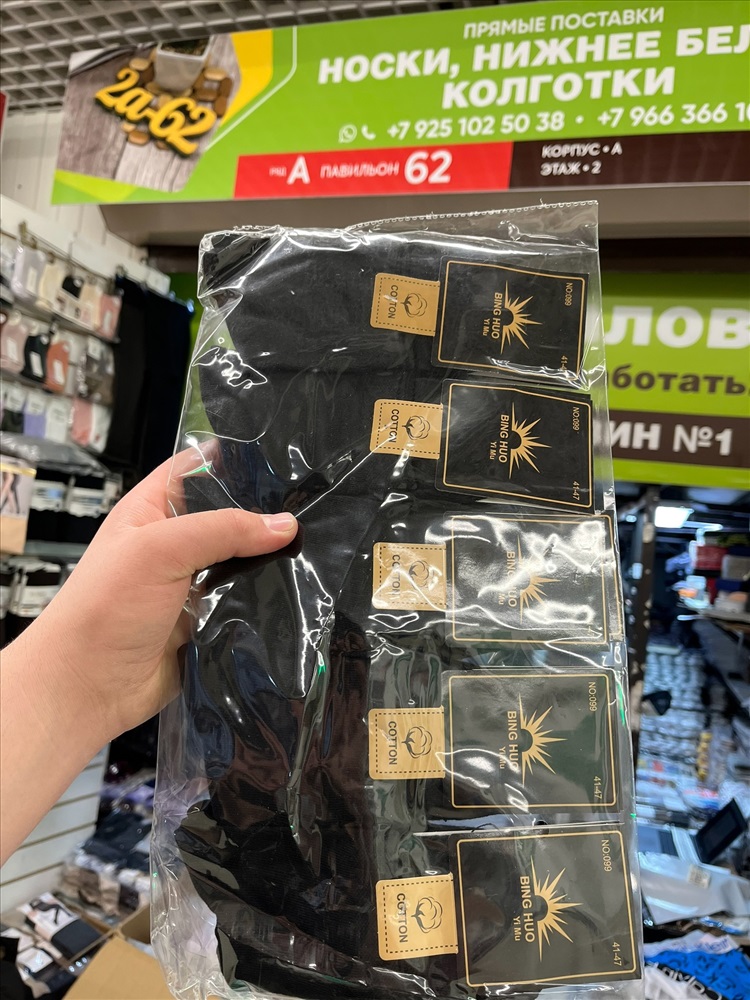 ПРЯМЫЕ ПОСТАВКИ
НОСКИ, НИЖНЕЕ БЕЛ
КОЛГОТКИ
+7 925 102 50 38 • +7 966 366 10
2а-62
А ПАВИЛЬОН 62
КОРПУС • А
ЭТАЖ • 2
ЛОВ
ботать
ИН №1
COTTON
BING HUO
Yi Mu
NO:099
41-47
COTTON
BING HUO
Yi Mu
NO:099
41-47
COTTON
BING HUO
Yi Mu
COTTON
BING HUO
Yi Mu
NO:099
41-47
COTTON
BING HUO
Yi Mu
NO:099
41-47